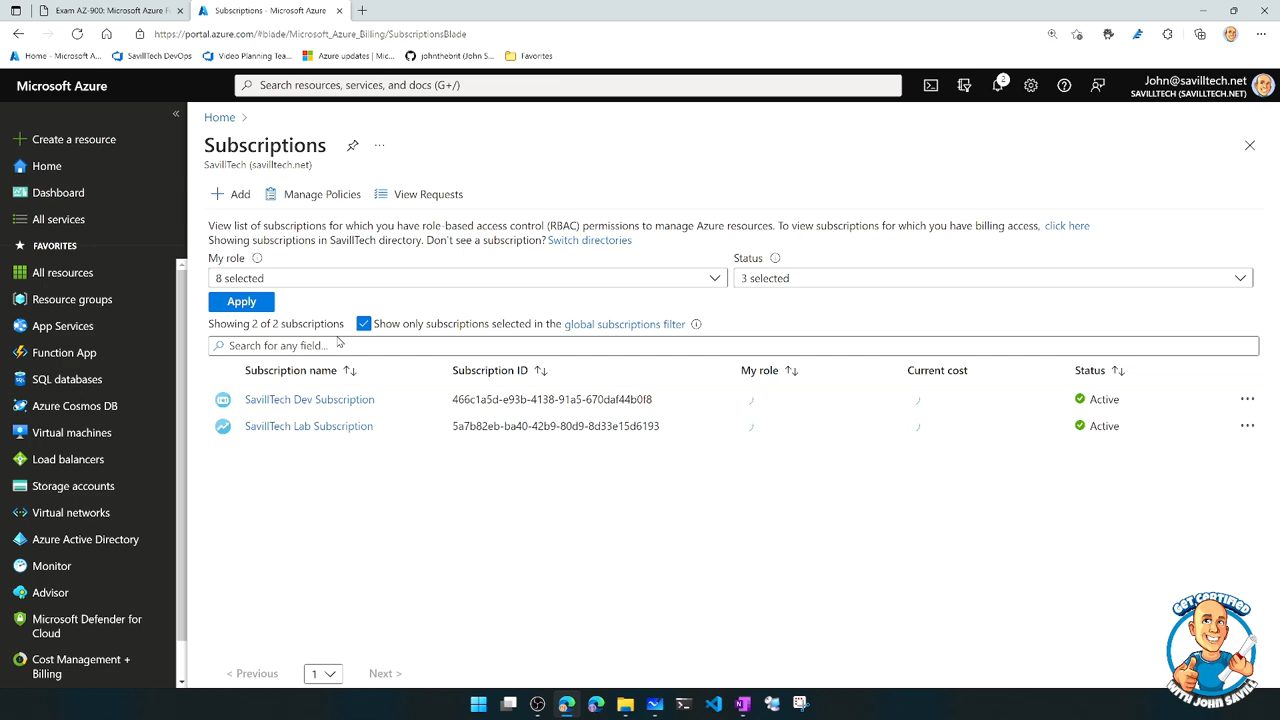 Exam AZ-900: Microsoft Azure F
Subscriptions - Microsoft Azure
https://portal.azure.com/#blade/Microsoft_Azure_Billing/SubscriptionsBlade
Home - Microsoft A...
SavillTech DevOps
Video Planning Tea...
Azure updates | Mic...
johnthebrit (John S...
Favorites
Microsoft Azure
Search resources, services, and docs (G+/)
2
John@savilltech.net
SAVILLTECH (SAVILLTECH.NET)
Create a resource
Home
Dashboard
All services
FAVORITES
All resources
Resource groups
App Services
Function App
SQL databases
Azure Cosmos DB
Virtual machines
Load balancers
Storage accounts
Virtual networks
Azure Active Directory
Monitor
Advisor
Microsoft Defender for
Cloud
Cost Management +
Billing
Home >
Subscriptions
SavillTech (savilltech.net)
Add
Manage Policies
View Requests
View list of subscriptions for which you have role-based access control (RBAC) permissions to manage Azure resources. To view subscriptions for which you have billing access, click here
Showing subscriptions in SavillTech directory. Don't see a subscription? Switch directories
My role
Status
8 selected
3 selected
Apply
Showing 2 of 2 subscriptions
Show only subscriptions selected in the global subscriptions filter
Search for any field...
Subscription name
Subscription ID
My role
Current cost
Status
SavillTech Dev Subscription
466c1a5d-e93b-4138-91a5-670daf44b0f8
Active
SavillTech Lab Subscription
5a7b82eb-ba40-42b9-80d9-8d33e15d6193
Active
< Previous
1
Next >
GET CERTIFIED
WITH JOHN SAVILL